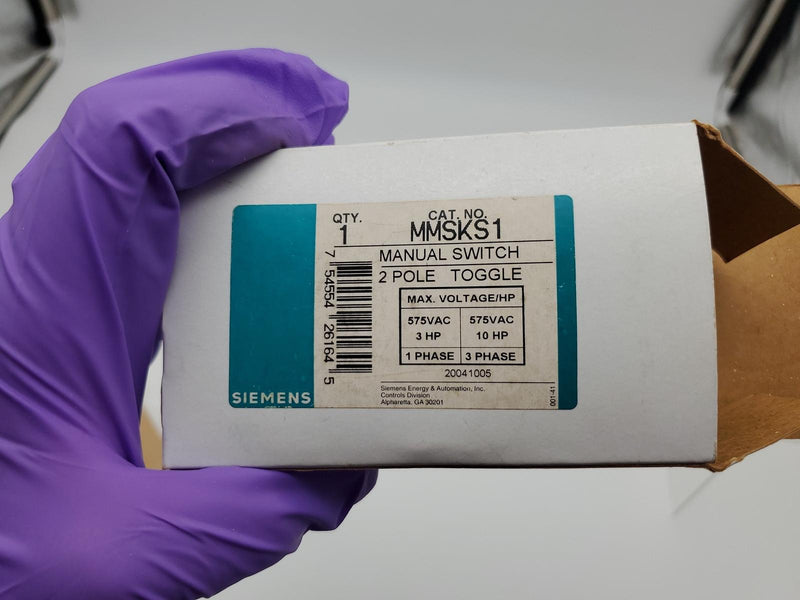 QTY.
1
CAT. NO.
MMSKS1
MANUAL SWITCH
2 POLE TOGGLE
MAX. VOLTAGE/HP
575VAC 575VAC
3 HP 10 HP
1 PHASE 3 PHASE
20041005
7 54554 26164 5
Siemens Energy & Automation, Inc.
Controls Division
Alpharetta. GA 30201
001-41
SIEMENS